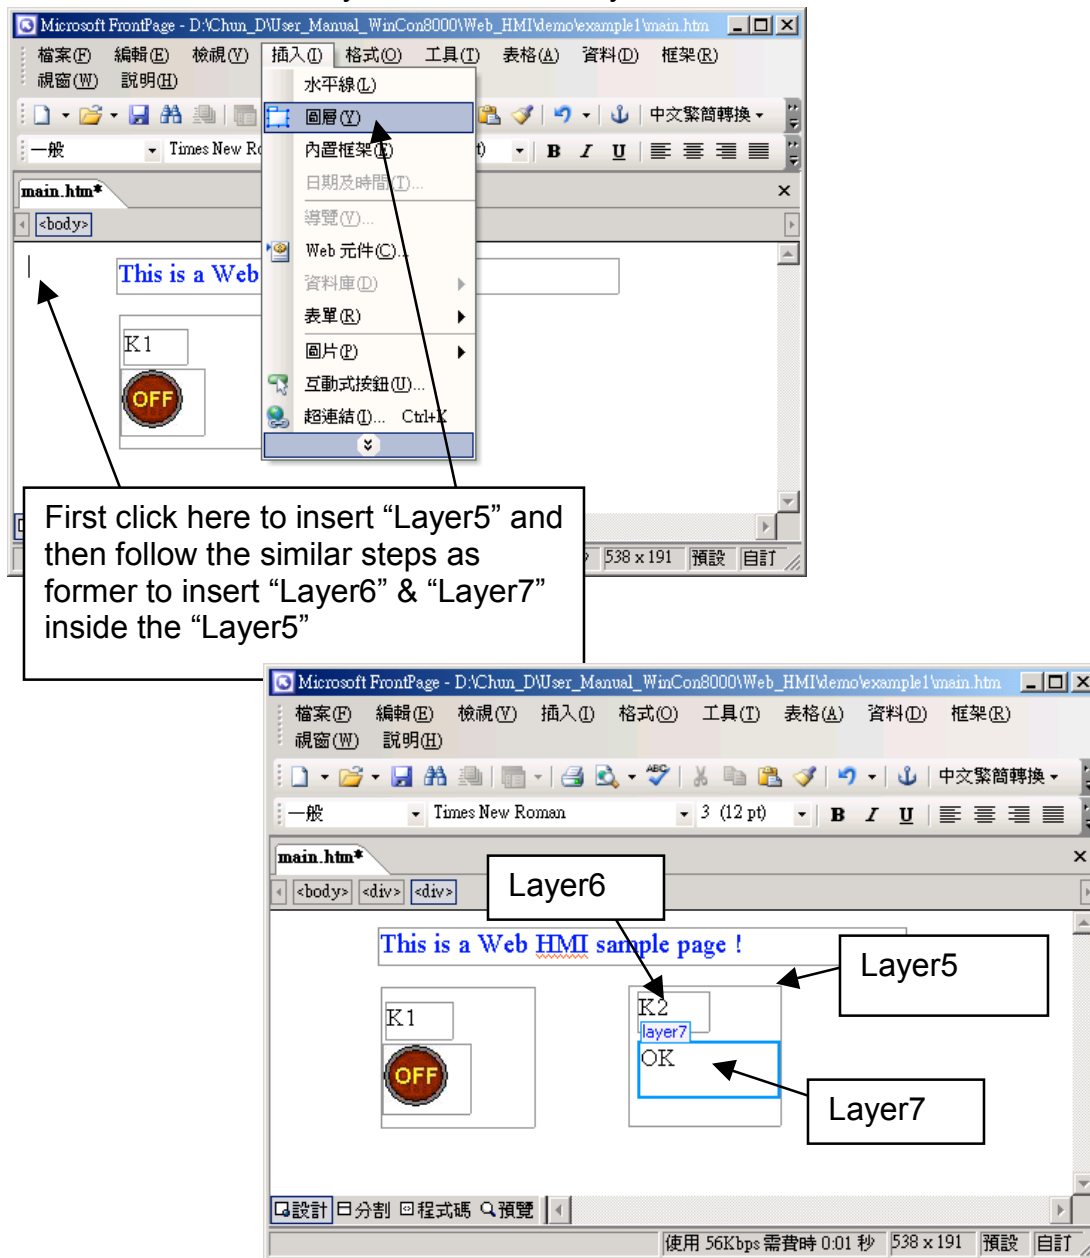 Microsoft FrontPage - D:\Chun_D\User_Manual_WinCon8000\Web_HMI\demo\example1\main.htm
檔案(F) 編輯(E) 檢視(V) 插入(I) 格式(O) 工具(T) 表格(A) 資料(D) 框架(R)
視窗(W) 說明(H)
中文繁簡轉換
一般 Times New Ro
B I U
main.htm*
<body>
水平線(L)
圖層(Y)
內置框架(E)
日期及時間(T)...
導覽(V)...
Web 元件(C)...
資料庫(D)
表單(R)
圖片(P)
互動式按鈕(U)...
超連結(I)... Ctrl+K
This is a Web
K1
OFF
538 x 191 預設 自訂
First click here to insert “Layer5” and
then follow the similar steps as
former to insert “Layer6” & “Layer7”
inside the “Layer5”
Microsoft FrontPage - D:\Chun_D\User_Manual_WinCon8000\Web_HMI\demo\example1\main.htm
檔案(F) 編輯(E) 檢視(V) 插入(I) 格式(O) 工具(T) 表格(A) 資料(D) 框架(R)
視窗(W) 說明(H)
ABC 中文繁簡轉換
一般 Times New Roman 3 (12 pt) B I U
main.htm*
<body> <div> <div>
Layer6
This is a Web HMI sample page !
Layer5
K1
OFF
K2
layer7
OK
Layer7
設計 分割 程式碼 預覽
使用 56Kbps 需費時 0:01 秒 538 x 191 預設 自訂